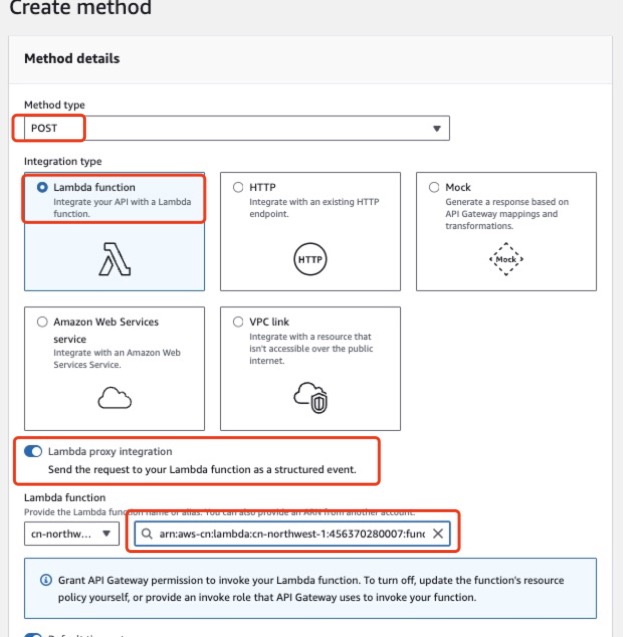 Create method
Method details
Method type
POST
Integration type
Lambda function
Integrate your API with a Lambda
function.
HTTP
Integrate with an existing HTTP
endpoint.
HTTP
Mock
Generate a response based on
API Gateway mappings and
transformations.
Mock
Amazon Web Services
service
Integrate with an Amazon Web
Services Service.
VPC link
Integrate with a resource that
isn't accessible over the public
internet.
Lambda proxy integration
Send the request to your Lambda function as a structured event.
Lambda function
Provide the Lambda function name or alias. You can also provide an ARN from another account.
cn-northw...
arn:aws-cn:lambda:cn-northwest-1:456370280007:func
Grant API Gateway permission to invoke your Lambda function. To turn off, update the function's resource
policy yourself, or provide an invoke role that API Gateway uses to invoke your function.